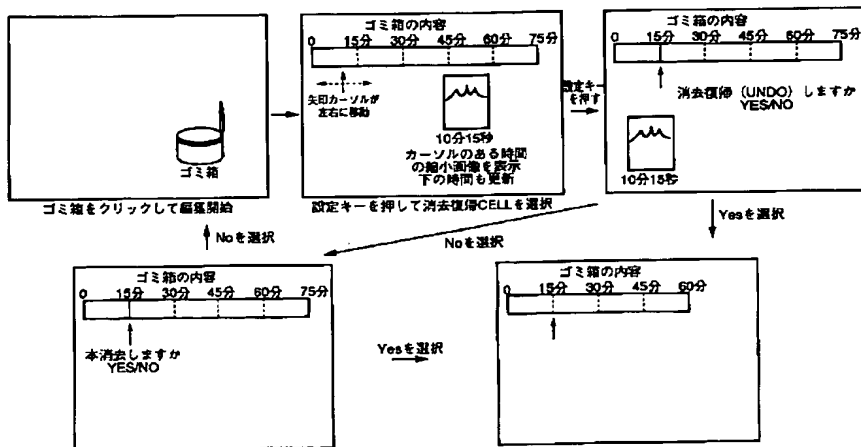 ゴミ箱
ゴミ箱をクリックして編集開始
ゴミ箱の内容
0 15分 30分 45分 60分 75分
矢印カーソルが
左右に移動
10分15秒
カーソルのある時間
の縮小画像を表示
下の時間も更新
設定キーを押して消去復帰CELLを選択
設定キー
を押す
ゴミ箱の内容
0 15分 30分 45分 60分 75分
消去復帰（UNDO）しますか
YES/NO
10分15秒
Noを選択
Noを選択
Yesを選択
ゴミ箱の内容
0 15分 30分 45分 60分 75分
本消去しますか
YES/NO
Yesを選択
ゴミ箱の内容
0 15分 30分 45分 60分